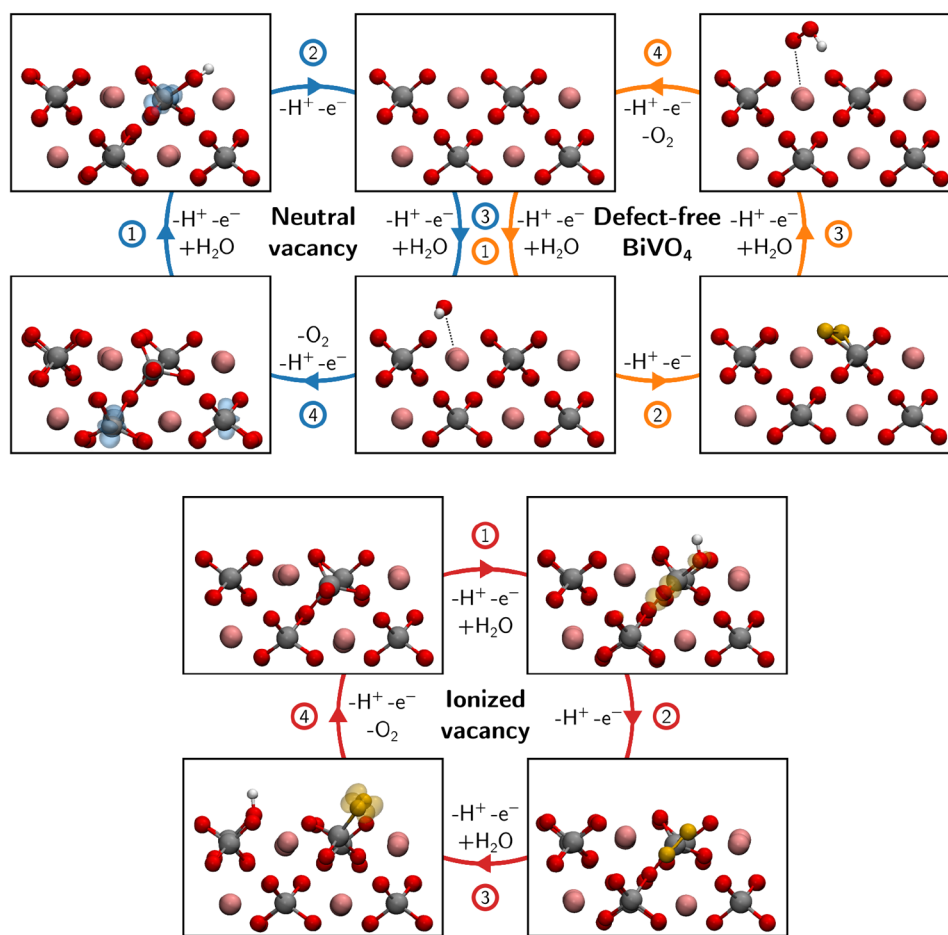 ②
-H⁺ -e⁻
④
-H⁺ -e⁻
-O₂
①
-H⁺ -e⁻
+H₂O
Neutral
vacancy
-H⁺ -e⁻
+H₂O
③
①
-H⁺ -e⁻
+H₂O
Defect-free
BiVO₄
-H⁺ -e⁻
+H₂O
③
-O₂
-H⁺ -e⁻
④
-H⁺ -e⁻
②
①
-H⁺ -e⁻
+H₂O
④
-H⁺ -e⁻
-O₂
Ionized
vacancy
-H⁺ -e⁻
②
-H⁺ -e⁻
+H₂O
③